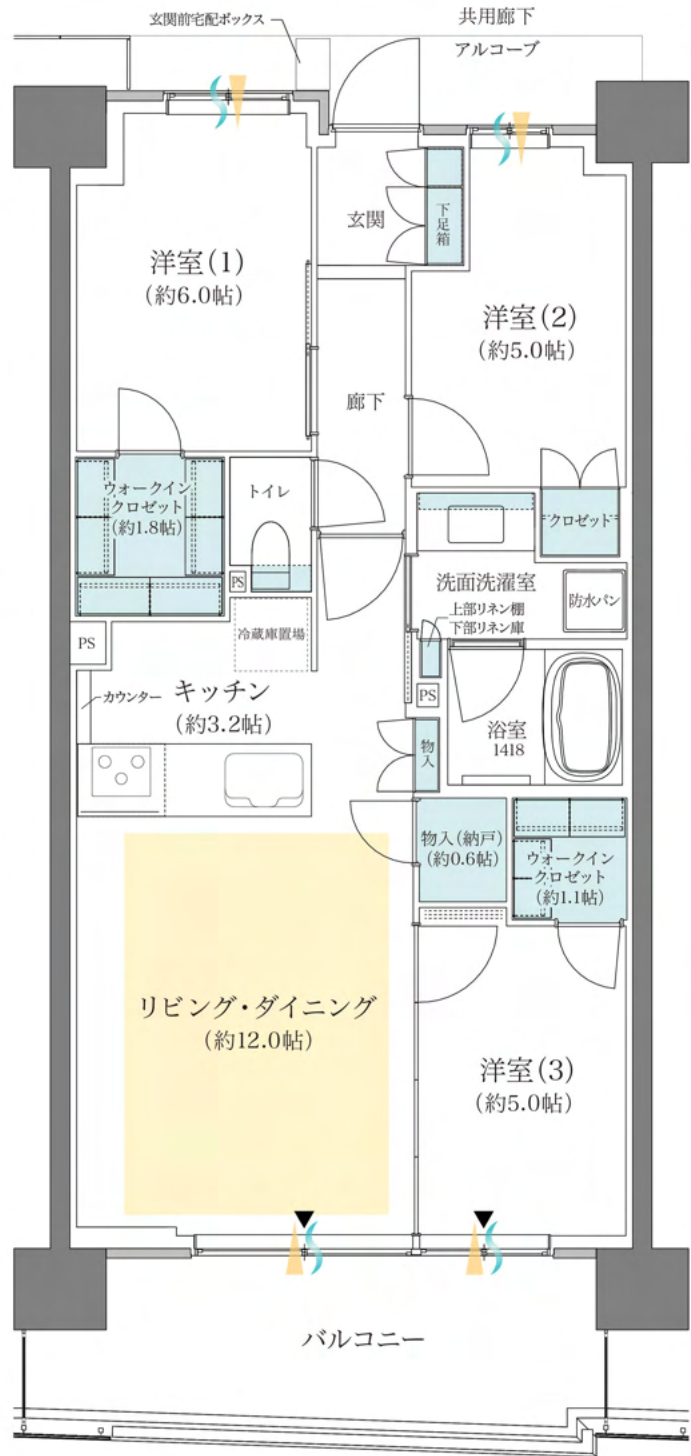 玄関前宅配ボックス
共用廊下
アルコーブ
玄関
下足箱
洋室(1)
(約6.0帖)
洋室(2)
(約5.0帖)
廊下
ウォークイン
クロゼット
(約1.8帖)
トイレ
クロゼット
PS
洗面洗濯室
防水パン
上部リネン棚
下部リネン庫
冷蔵庫置場
PS
PS
カウンター
キッチン
(約3.2帖)
浴室
1418
物入
物入(納戸)
(約0.6帖)
ウォークイン
クロゼット
(約1.1帖)
リビング・ダイニング
(約12.0帖)
洋室(3)
(約5.0帖)
バルコニー